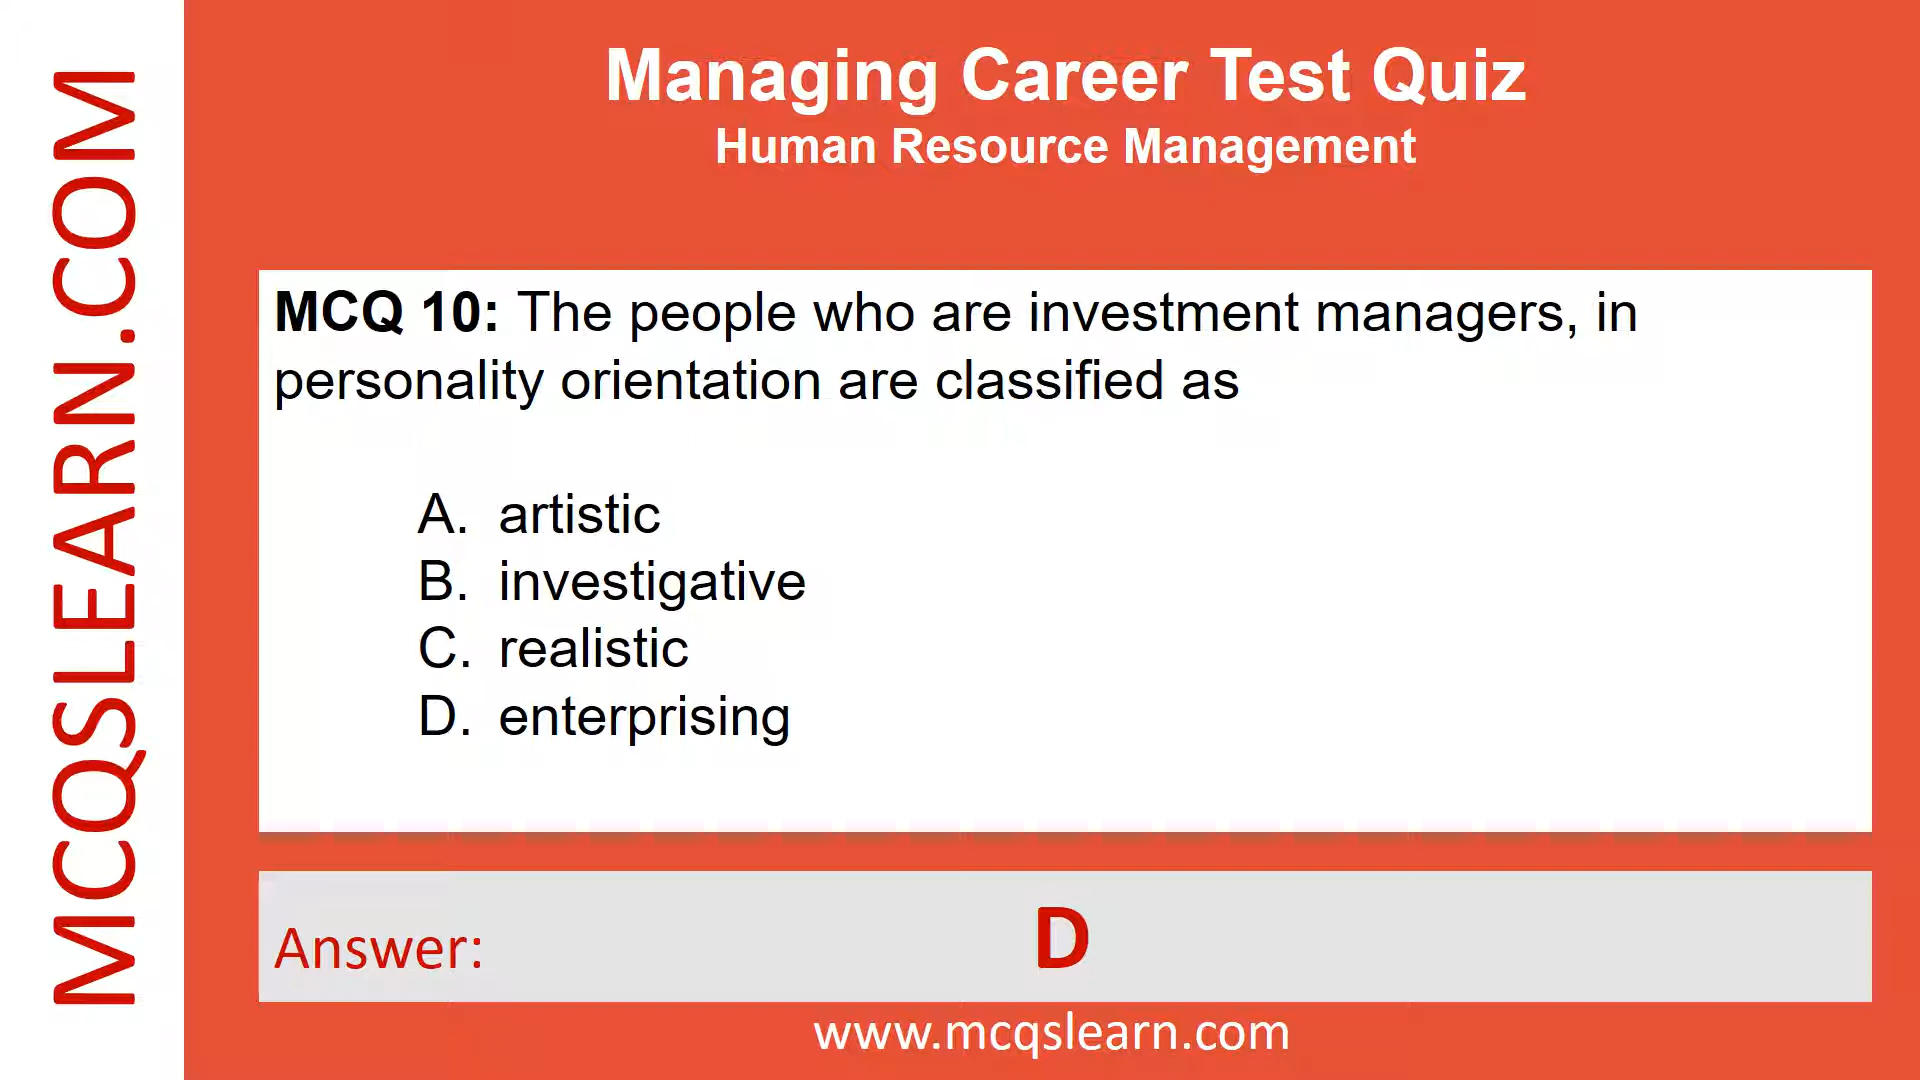 MCQSLEARN.COM
Managing Career Test Quiz
Human Resource Management
MCQ 10: The people who are investment managers, in
personality orientation are classified as
A. artistic
B. investigative
C. realistic
D. enterprising
Answer: D
www.mcqslearn.com